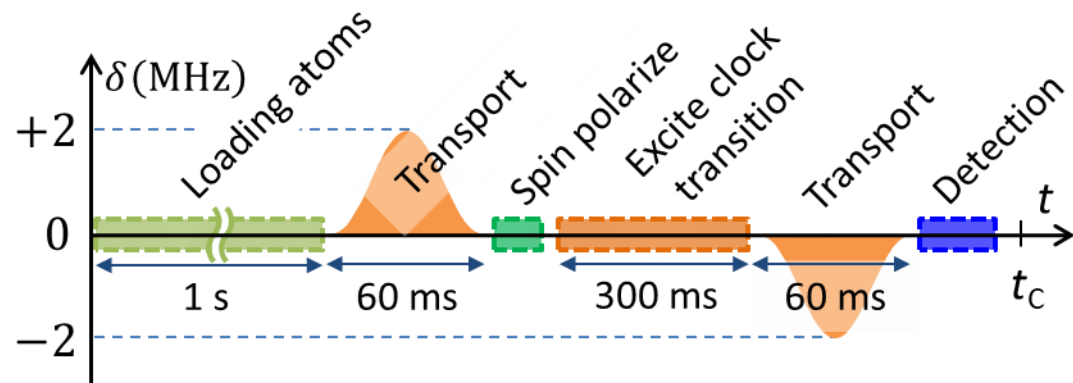 δ(MHz)
+2
0
−2
Loading atoms
Transport
Spin polarize
Excite clock
transition
Transport
Detection
t
1 s
60 ms
300 ms
60 ms
tC